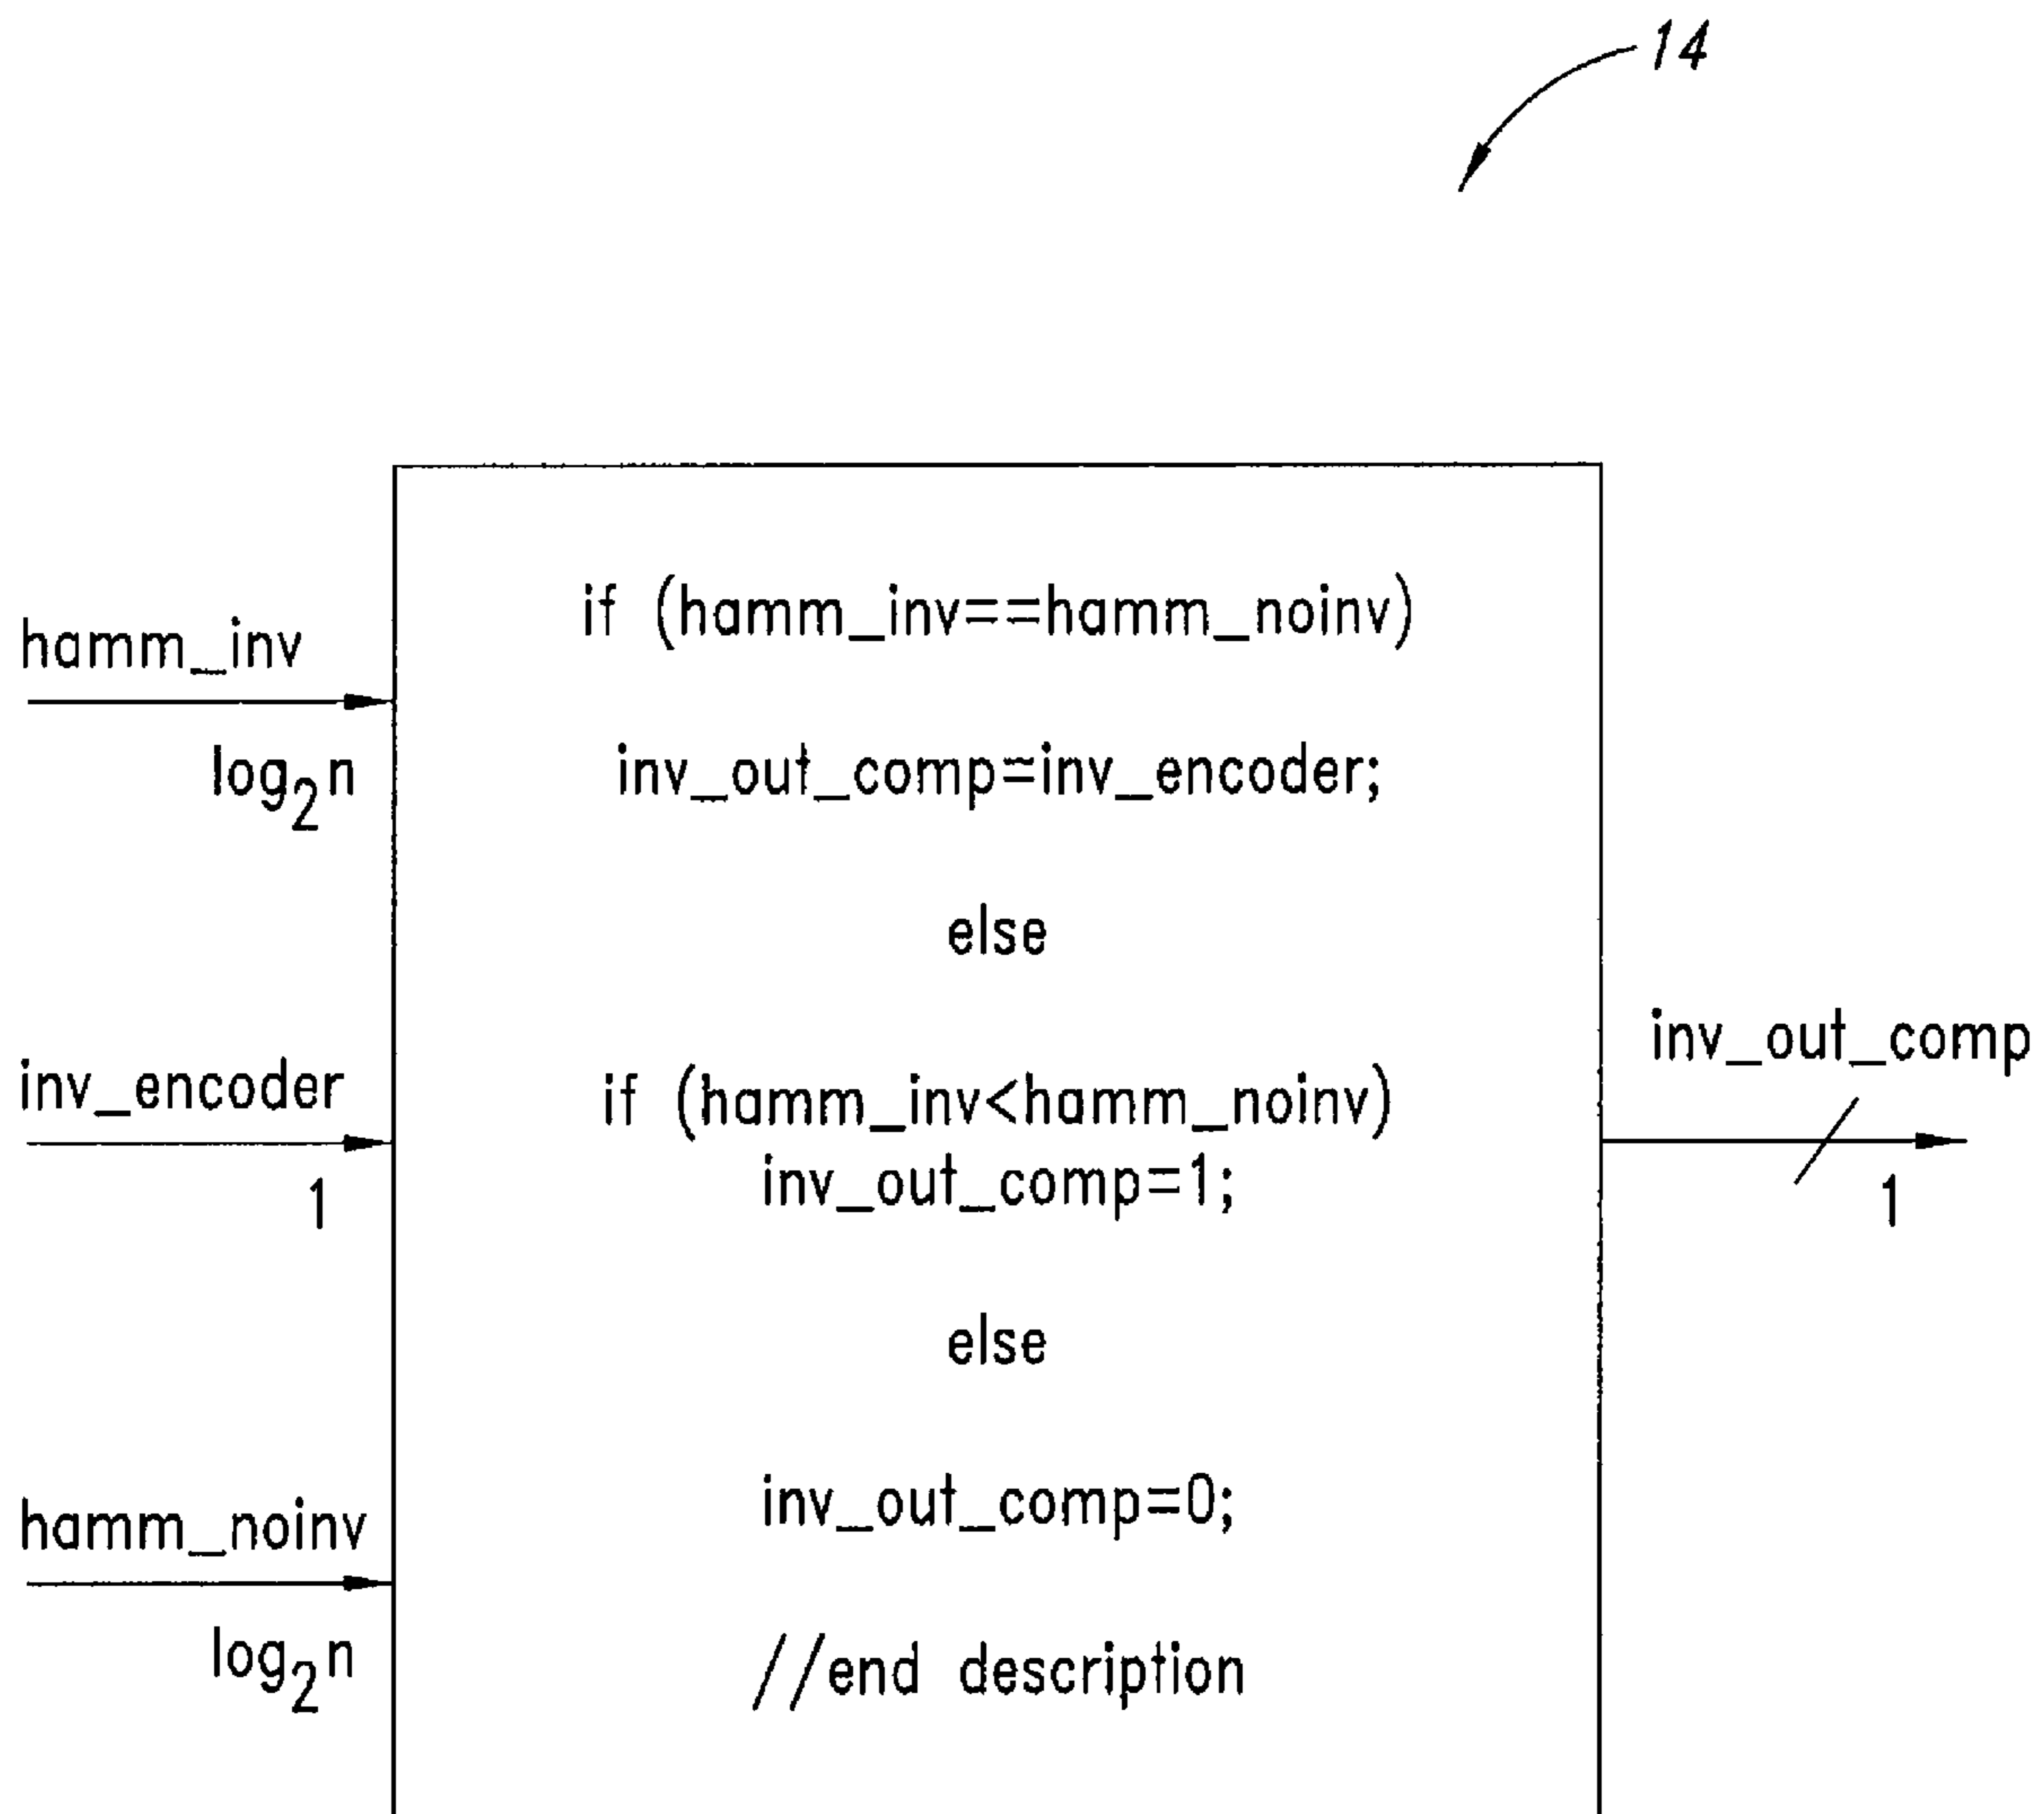 14
if (hamm_inv==hamm_noinv)
hamm_inv
log2n
inv_out_comp=inv_encoder;
else
inv_encoder
1
if (hamm_inv<hamm_noinv)
inv_out_comp=1;
inv_out_comp
1
else
hamm_noinv
log2n
inv_out_comp=0;
//end description